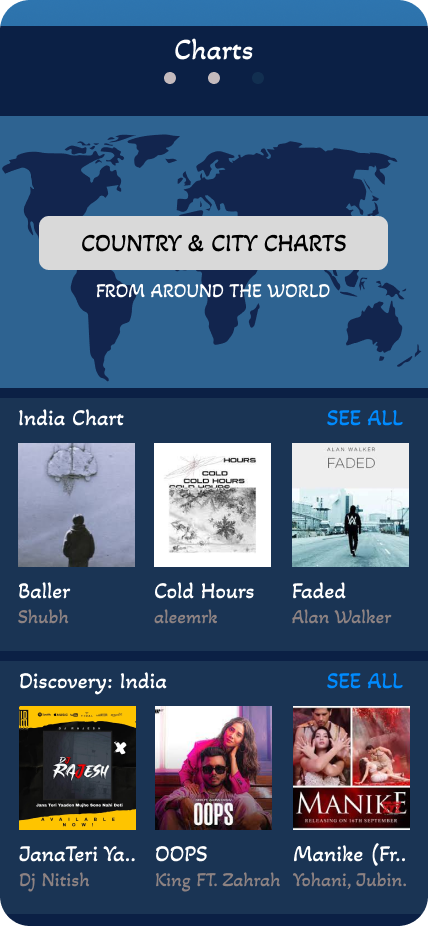 Charts
COUNTRY & CITY CHARTS
FROM AROUND THE WORLD
India Chart
SEE ALL
HOURS
COLD
COLD HOURS
COLD HOURS
ALAN WALKER
FADED
Baller
Cold Hours
Faded
Shubh
aleemrk
Alan Walker
Discovery: India
SEE ALL
DJ RAJESH
DJ
RAJESH
Jana Teri Yaadon Mujhe Sone Nahi Deti
AVAILABLE
NOW!
OOPS
MANIKE
RELEASING ON 16TH SEPTEMBER
JanaTeri Ya..
OOPS
Manike (Fr..
Dj Nitish
King FT. Zahrah
Yohani, Jubin.